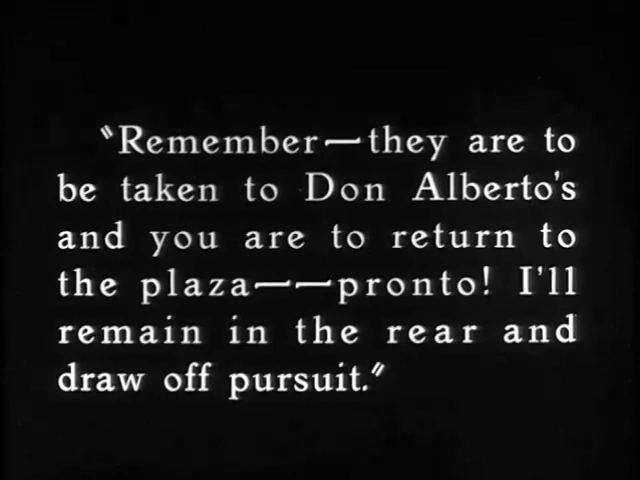 "Remember—they are to
be taken to Don Alberto's
and you are to return to
the plaza——pronto! I'll
remain in the rear and
draw off pursuit."